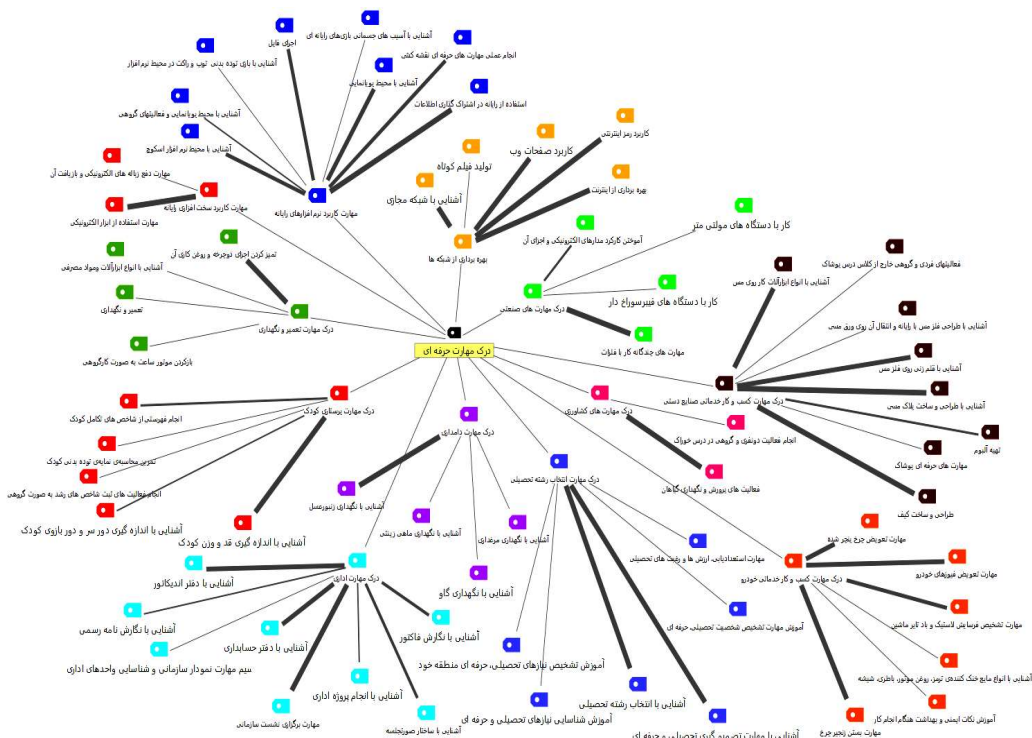 آشنایی با آسیب های جسمانی بازی‌های رایانه ای
اجرای فایل
انجام عملی مهارت های حرفه ای نقشه کشی
آشنایی با بازی توده بدنی توپ و راکت در محیط نرم افزار
آشنایی با محیط پویانمایی
استفاده از رایانه در اشتراک گذاری اطلاعات
آشنایی با محیط پویانمایی و فعالیتهای گروهی
آشنایی با محیط نرم افزار اسکوچ
مهارت کاربرد نرم افزارهای رایانه
مهارت دفع زباله های الکترونیکی و بازیافت آن
مهارت کاربرد سخت افزاری رایانه
مهارت استفاده از ابزار الکترونیکی
کاربرد رمز اینترنتی
کاربرد صفحات وب
تولید فیلم کوتاه
بهره برداری از اینترنت
آشنایی با شبکه مجازی
بهره برداری از شبکه ها
کار با دستگاه های مولتی متر
آموختن کارکرد مدارهای الکترونیکی و اجزای آن
کار با دستگاه های فیبرسوراخ دار
درک مهارت های صنعتی
مهارت های چندگانه کار با فلزات
تمیز کردن اجزای دوچرخه و روغن کاری آن
آشنایی با انواع ابزارآلات ومواد مصرفی
تعمیر و نگهداری
درک مهارت تعمیر و نگهداری
بازکردن موتور ساعت به صورت کارگروهی
درک مهارت حرفه ای
فعالیتهای فردی و گروهی خارج از کلاس درس پوشاک
آشنایی با انواع ابزارآلات کار روی مس
آشنایی با طراحی فلز مس با رایانه و انتقال آن روی ورق مسی
آشنایی با قلم زنی روی فلز مس
درک مهارت کسب و کار خدماتی صنایع دستی
آشنایی با طراحی و ساخت پلاک مسی
تهیه آلبوم
مهارت های حرفه ای پوشاک
طراحی و ساخت کیف
درک مهارت پرستاری کودک
انجام فهرستی از شاخص های تکامل کودک
تمرین محاسبه‌ی نمایه‌ی توده بدنی کودک
انجام فعالیت های ثبت شاخص های رشد به صورت گروهی
آشنایی با اندازه گیری دور سر و دور بازوی کودک
آشنایی با اندازه گیری قد و وزن کودک
درک مهارت دامداری
آشنایی با نگهداری زنبورعسل
آشنایی با نگهداری ماهی زینتی
آشنایی با نگهداری مرغداری
آشنایی با نگهداری گاو
درک مهارت های کشاورزی
انجام فعالیت دونفری و گروهی در درس خوراک
فعالیت های پرورش و نگهداری گیاهان
درک مهارت انتخاب رشته تحصیلی
مهارت استعدادیابی، ارزش ها و رغبت های تحصیلی
آموزش مهارت تشخیص شخصیت تحصیلی حرفه ای
آموزش تشخیص نیازهای تحصیلی، حرفه ای منطقه خود
آشنایی با انتخاب رشته تحصیلی
آموزش شناسایی نیازهای تحصیلی و حرفه ای
آشنایی با مهارت تصمیم گیری تحصیلی و حرفه ای
مهارت تعویض چرخ پنچر شده
درک مهارت کسب و کار خدماتی خودرو
مهارت تعویض فیوزهای خودرو
مهارت تشخیص فرسایش لاستیک و باد تایر ماشین
آشنایی با انواع مایع خنک کننده‌ی ترمز، روغن موتور، باطری، شیشه
آموزش نکات ایمنی و بهداشت هنگام انجام کار
مهارت بستن زنجیر چرخ
درک مهارت اداری
آشنایی با دفتر اندیکاتور
آشنایی با نگارش نامه رسمی
آشنایی با دفتر حسابداری
آشنایی با نگارش فاکتور
سیم مهارت نمودار سازمانی و شناسایی واحدهای اداری
آشنایی با انجام پروژه اداری
مهارت برگزاری نشست سازمانی
آشنایی با ساختار صورتجلسه